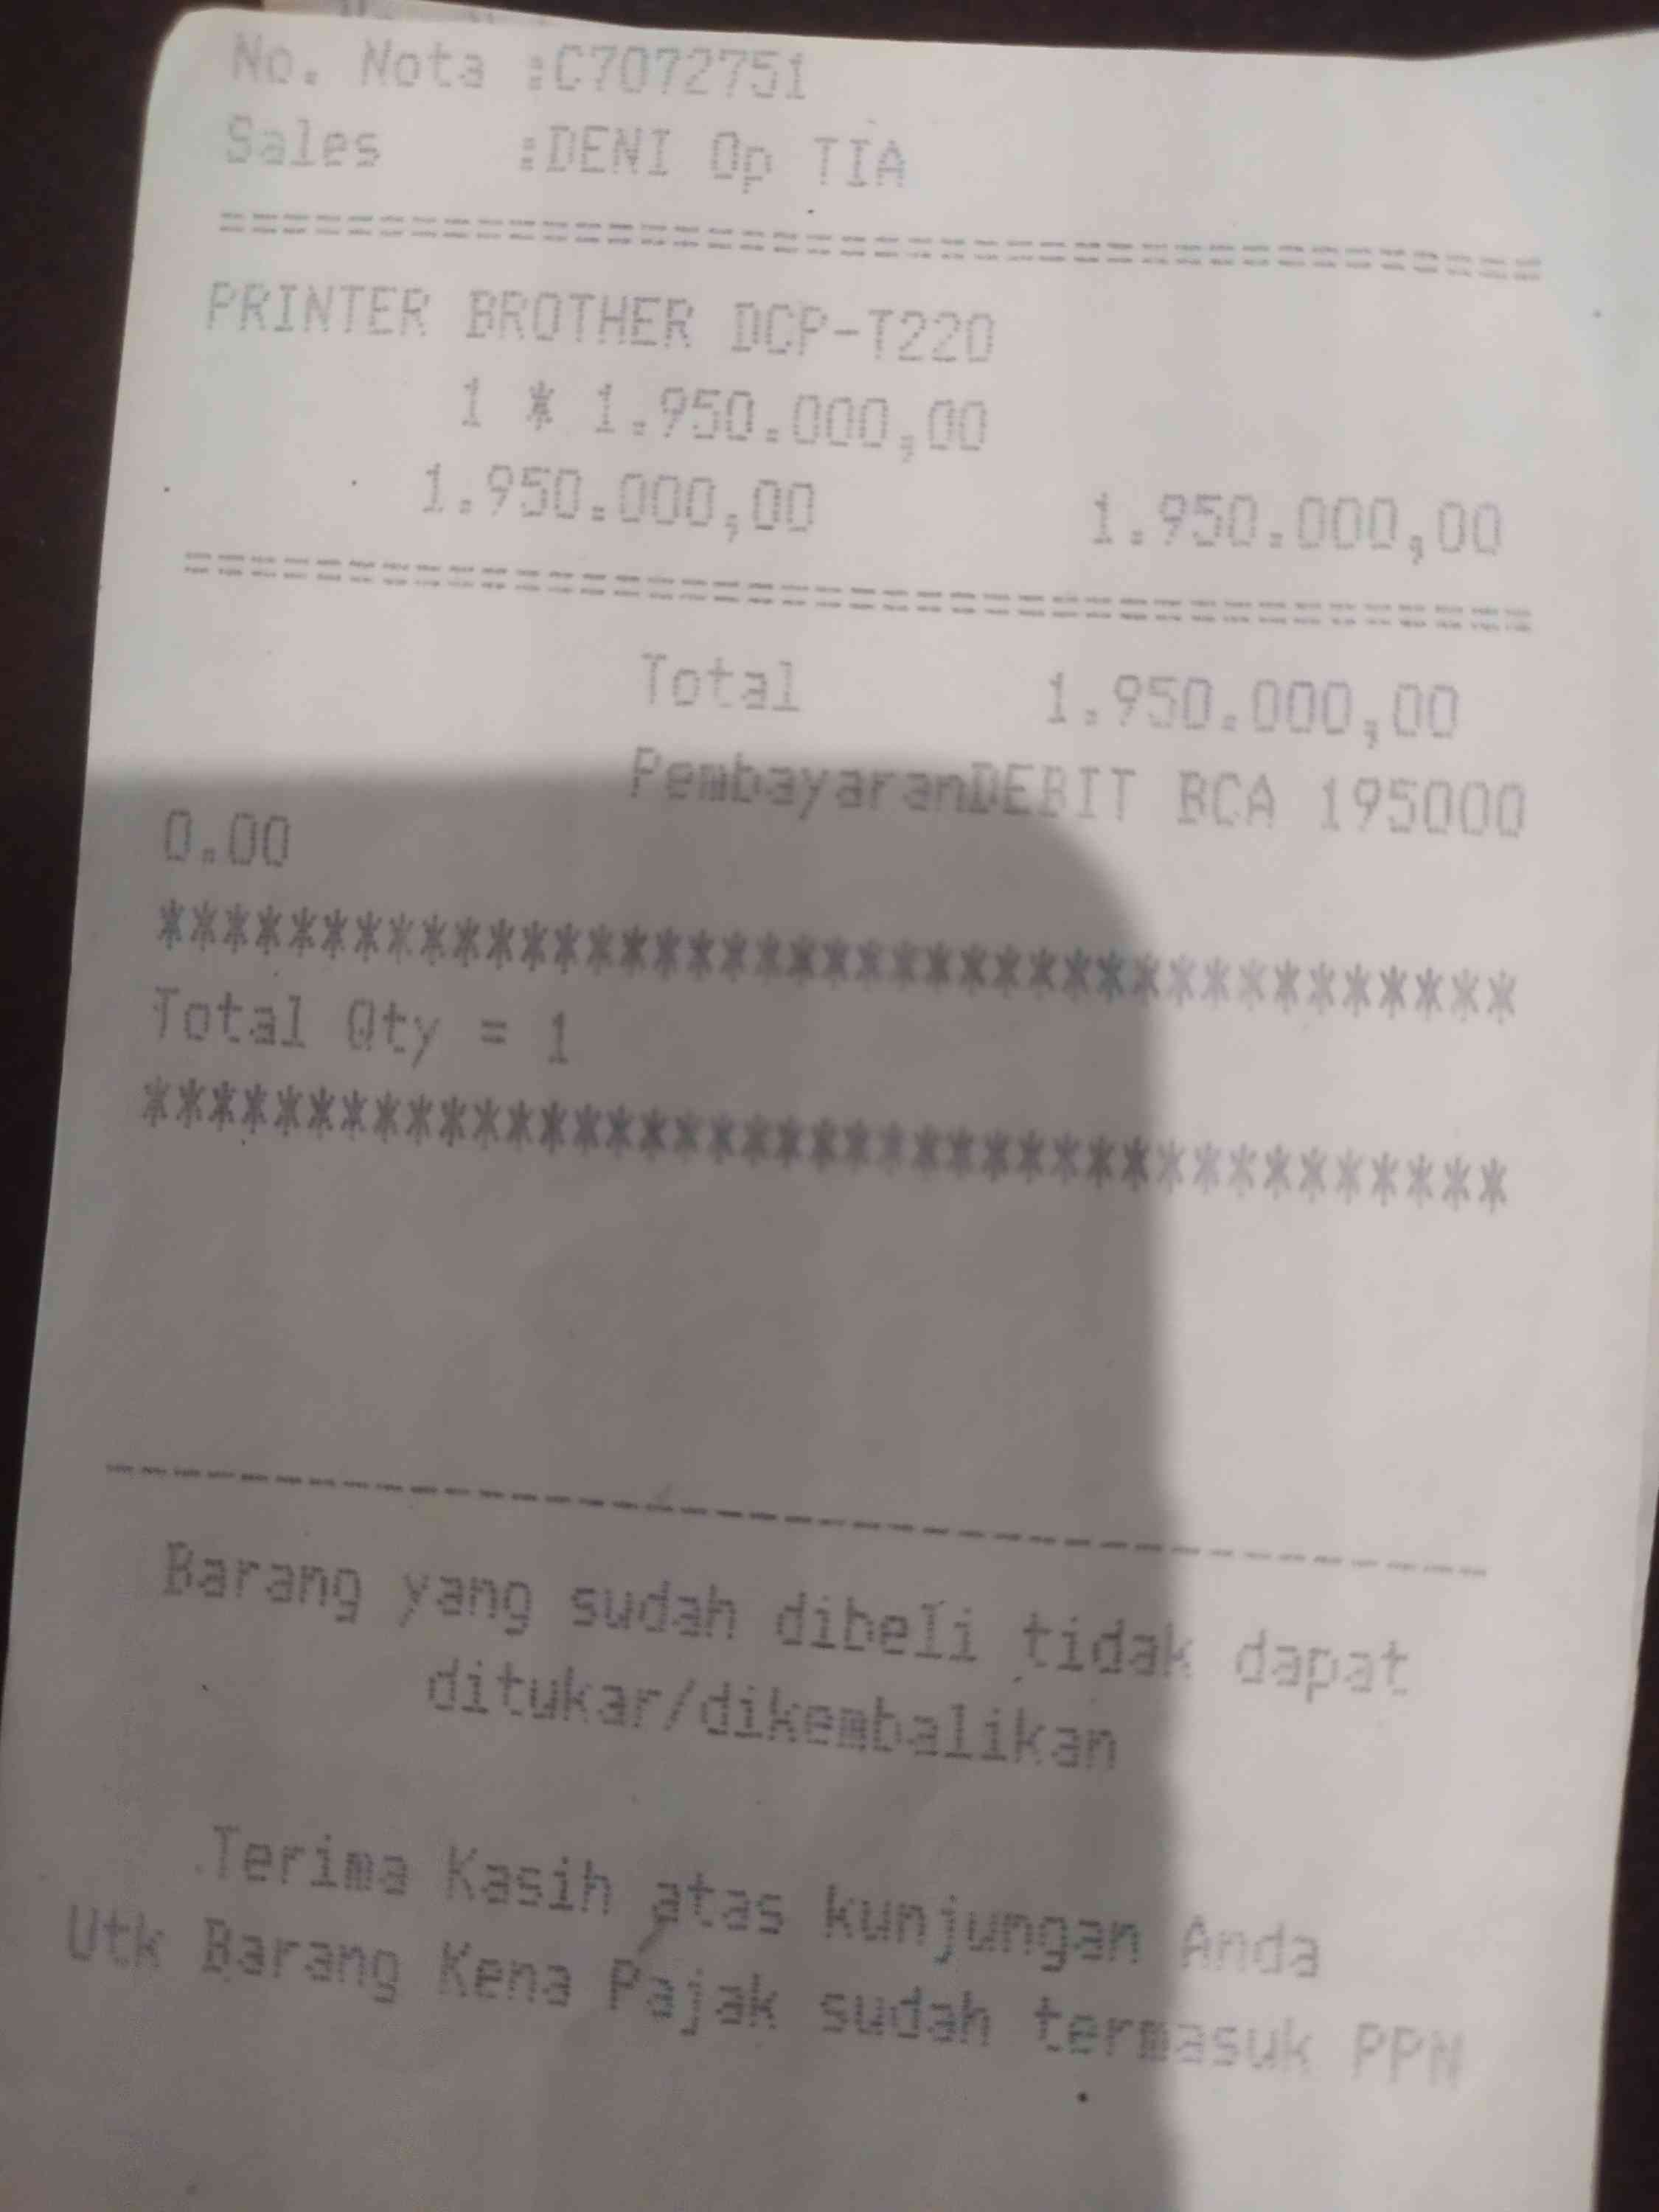 No. Nota :C7072751
Sales :DENI Op TIA
========================================
PRINTER BROTHER DCP-T220
1 * 1.950.000,00
1.950.000,00 1.950.000,00
========================================
Total 1.950.000,00
PembayaranDEBIT BCA 195000
0.00
****************************************
Total Qty = 1
****************************************
----------------------------------------
Barang yang sudah dibeli tidak dapat
ditukar/dikembalikan
Terima Kasih atas kunjungan Anda
Utk Barang Kena Pajak sudah termasuk PPN